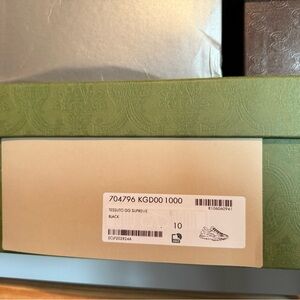 704796 KGD00 1000
TESSUTO GG SUPREME
BLACK
10